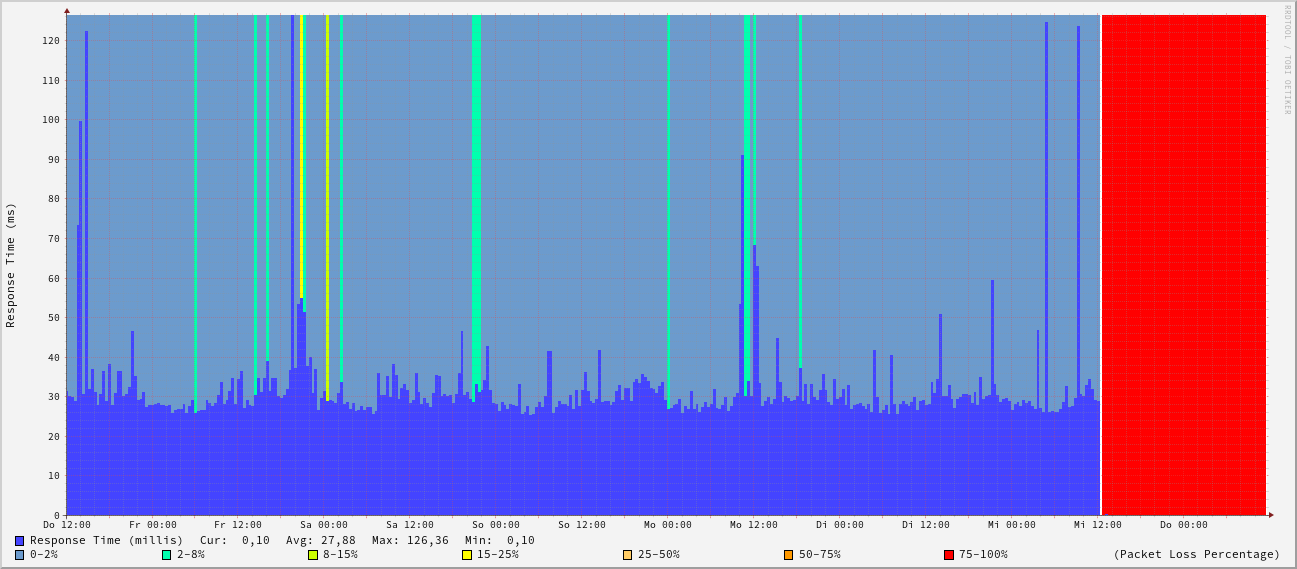 RRDTOOL / TOBI OETIKER
Response Time (ms)
120
110
100
90
80
70
60
50
40
30
20
10
0
Do 12:00 Fr 00:00 Fr 12:00 Sa 00:00 Sa 12:00 So 00:00 So 12:00 Mo 00:00 Mo 12:00 Di 00:00 Di 12:00 Mi 00:00 Mi 12:00 Do 00:00
Response Time (millis) Cur: 0,10 Avg: 27,88 Max: 126,36 Min: 0,10
0-2% 2-8% 8-15% 15-25% 25-50% 50-75% 75-100% (Packet Loss Percentage)